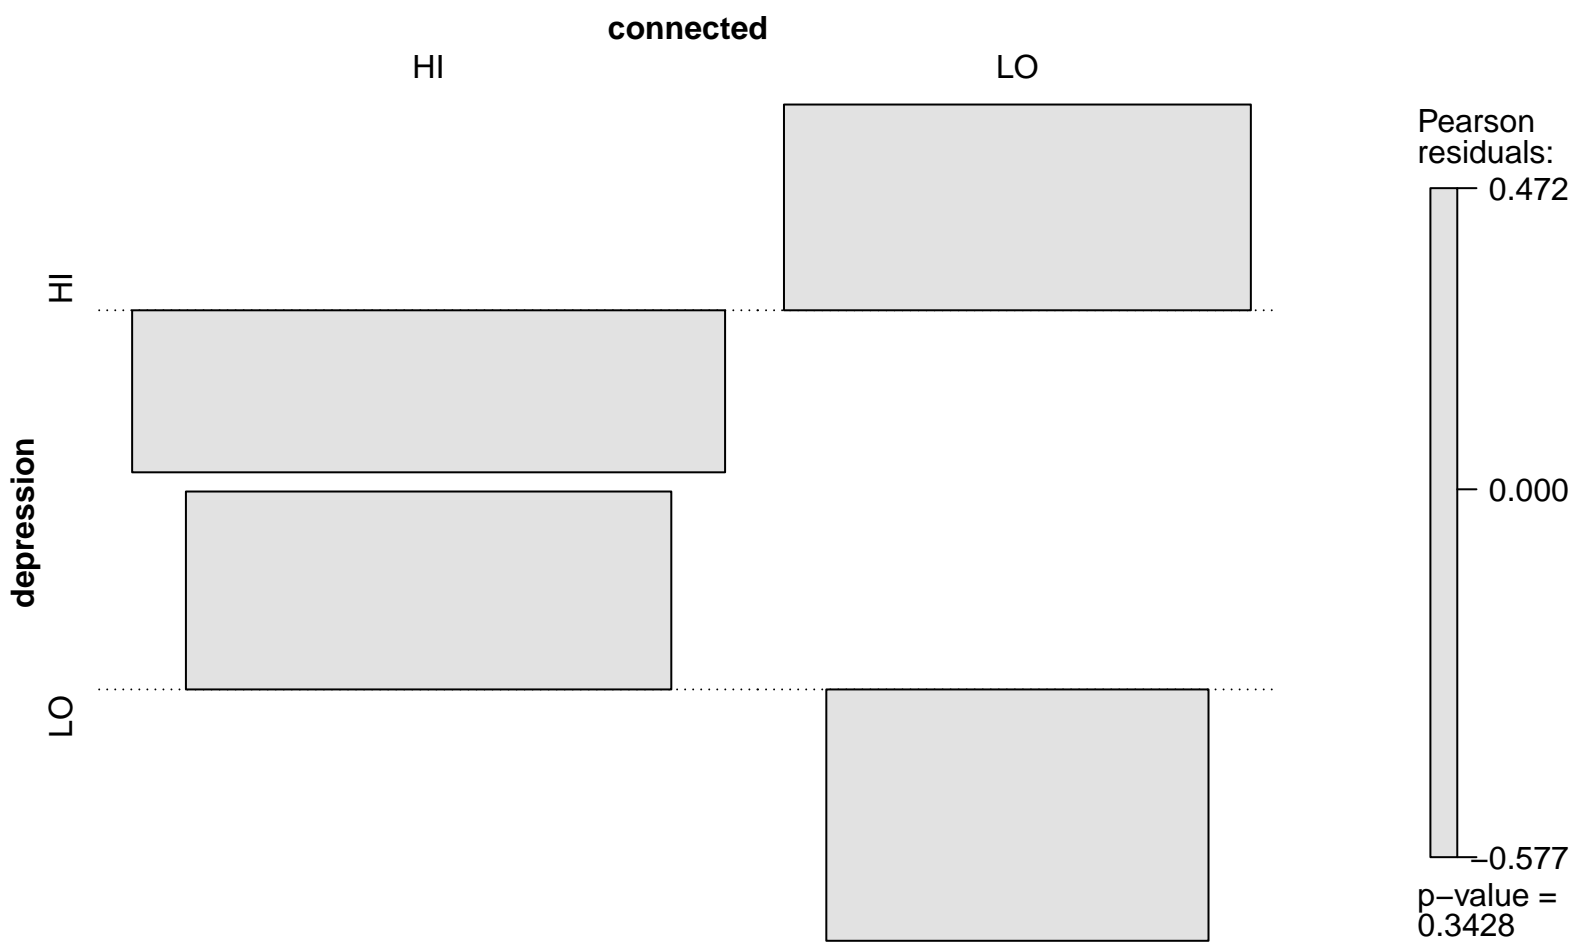 connected
HI
LO
HI
depression
LO
Pearson
residuals:
0.472
0.000
−0.577
p−value =
0.3428